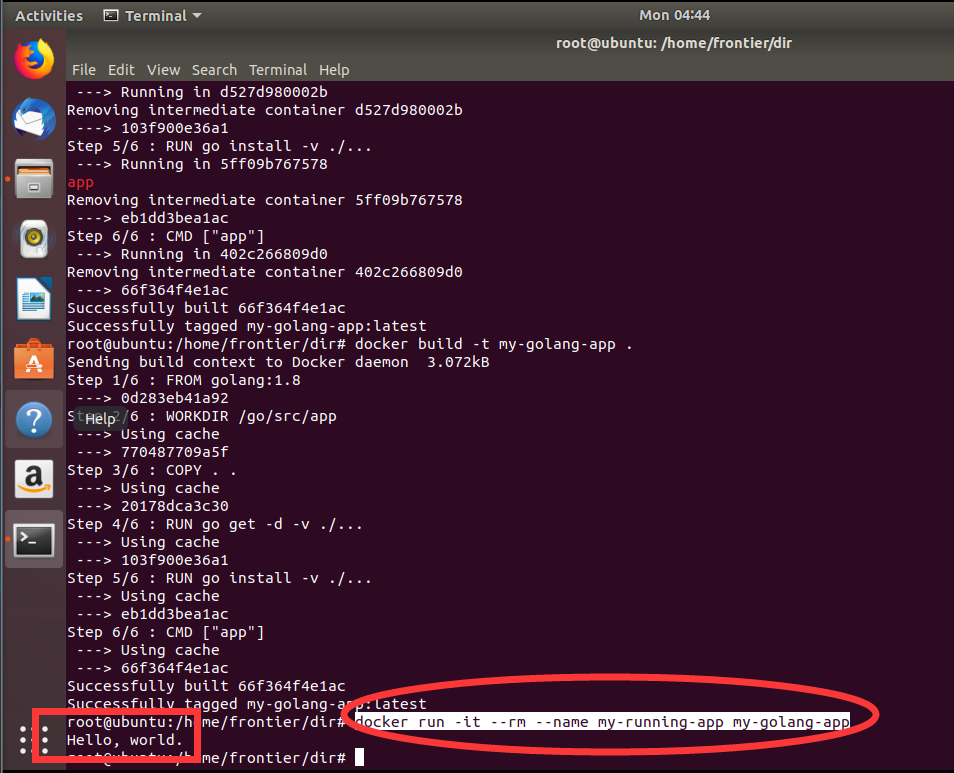 Activities Terminal Mon 04:44
root@ubuntu: /home/frontier/dir
File Edit View Search Terminal Help
---> Running in d527d980002b
Removing intermediate container d527d980002b
---> 103f900e36a1
Step 5/6 : RUN go install -v ./...
---> Running in 5ff09b767578
app
Removing intermediate container 5ff09b767578
---> eb1dd3bea1ac
Step 6/6 : CMD ["app"]
---> Running in 402c266809d0
Removing intermediate container 402c266809d0
---> 66f364f4e1ac
Successfully built 66f364f4e1ac
Successfully tagged my-golang-app:latest
root@ubuntu:/home/frontier/dir# docker build -t my-golang-app .
Sending build context to Docker daemon 3.072kB
Step 1/6 : FROM golang:1.8
---> 0d283eb41a92
Step 2/6 : WORKDIR /go/src/app
Help
---> Using cache
---> 770487709a5f
Step 3/6 : COPY . .
---> Using cache
---> 20178dca3c30
Step 4/6 : RUN go get -d -v ./...
---> Using cache
---> 103f900e36a1
Step 5/6 : RUN go install -v ./...
---> Using cache
---> eb1dd3bea1ac
Step 6/6 : CMD ["app"]
---> Using cache
---> 66f364f4e1ac
Successfully built 66f364f4e1ac
Successfully tagged my-golang-app:latest
root@ubuntu:/home/frontier/dir# docker run -it --rm --name my-running-app my-golang-app
Hello, world.
root@ubuntu:/home/frontier/dir#